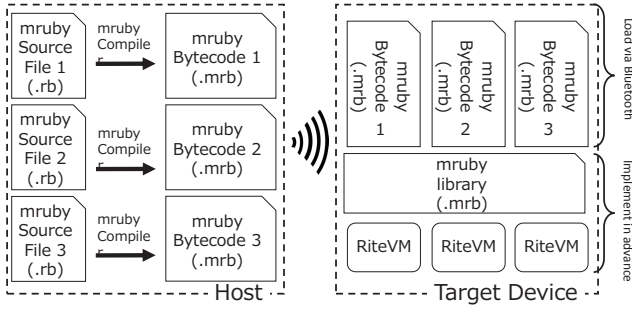 mruby
Source
File 1
(.rb)
mruby
Compile
r
mruby
Bytecode 1
(.mrb)
mruby
Source
File 2
(.rb)
mruby
Compile
r
mruby
Bytecode 2
(.mrb)
mruby
Source
File 3
(.rb)
mruby
Compile
r
mruby
Bytecode 3
(.mrb)
Host
mruby
Bytecode
(.mrb)
1
mruby
Bytecode
(.mrb)
2
mruby
Bytecode
(.mrb)
3
mruby
library
(.mrb)
RiteVM
RiteVM
RiteVM
Target Device
Load via Bluetooth
Implement in advance